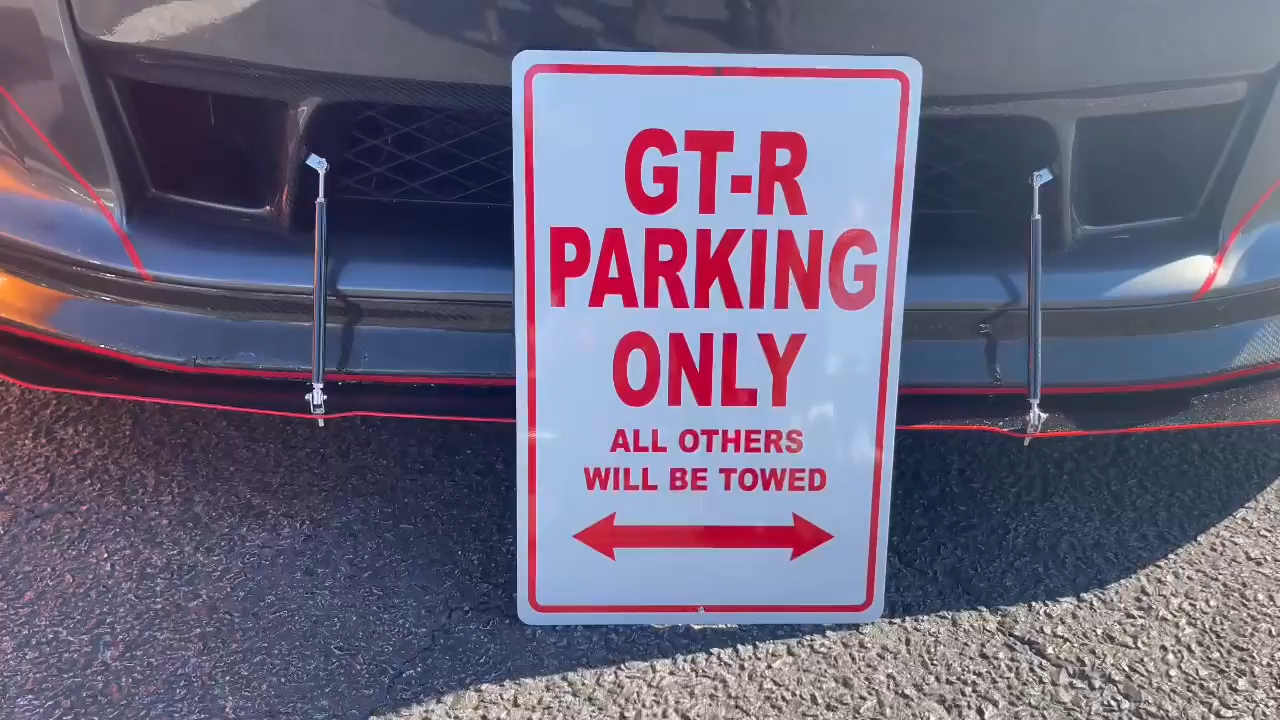 GT-R
PARKING
ONLY
ALL OTHERS
WILL BE TOWED